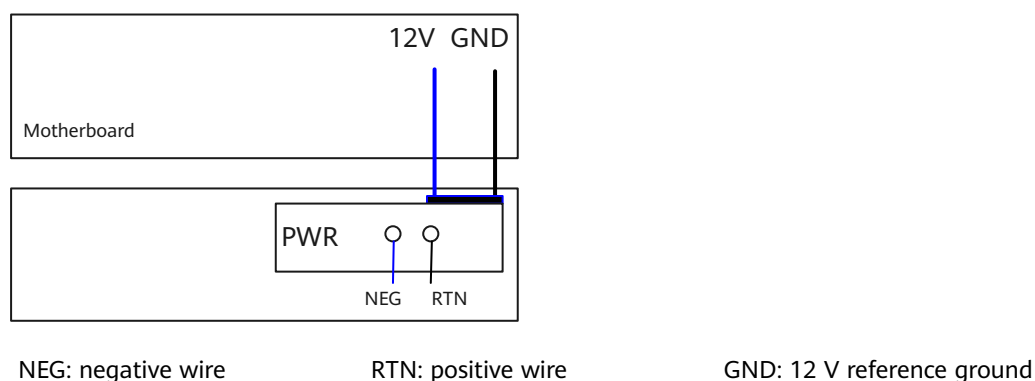 12V GND
Motherboard
PWR
NEG RTN
NEG: negative wire RTN: positive wire GND: 12 V reference ground